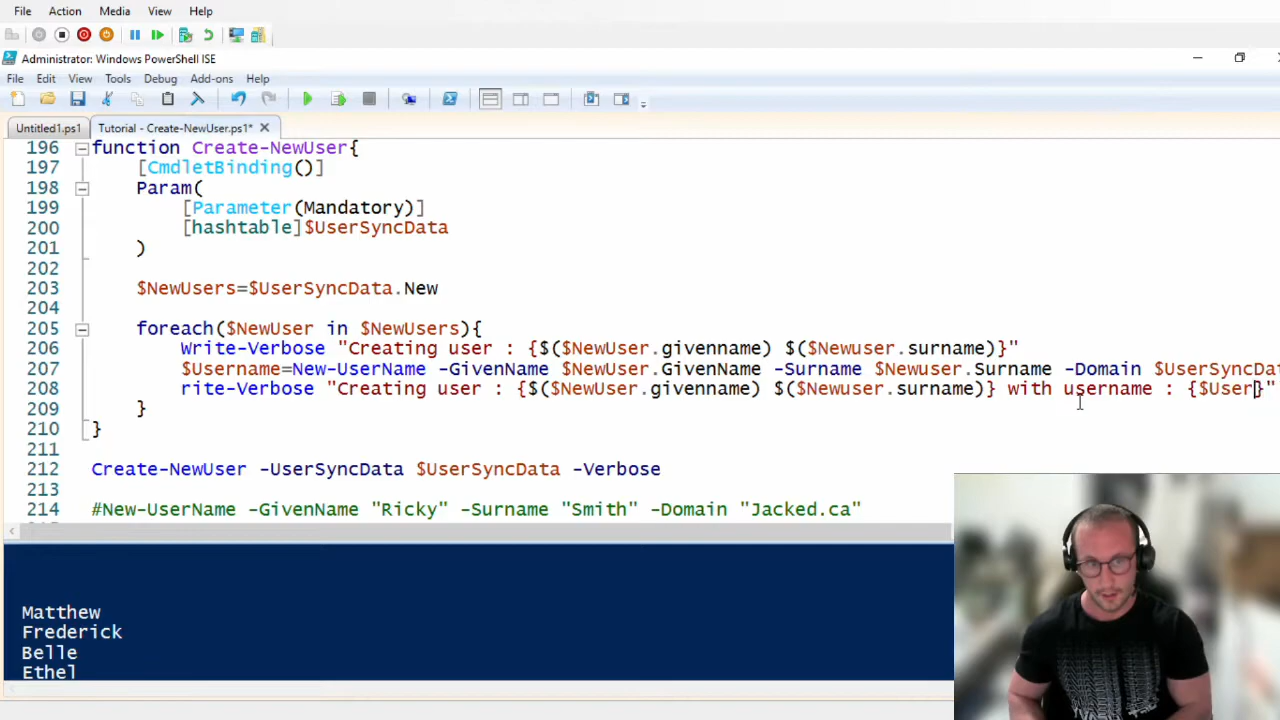 File Action Media View Help
Administrator: Windows PowerShell ISE
File Edit View Tools Debug Add-ons Help
Untitled1.ps1 Tutorial - Create-NewUser.ps1*
196 function Create-NewUser{
197 [CmdletBinding()]
198 Param(
199 [Parameter(Mandatory)]
200 [hashtable]$UserSyncData
201 )
202
203 $NewUsers=$UserSyncData.New
204
205 foreach($NewUser in $NewUsers){
206 Write-Verbose "Creating user : {$($NewUser.givenname) $($Newuser.surname)}"
207 $Username=New-UserName -GivenName $NewUser.GivenName -Surname $Newuser.Surname -Domain $UserSyncDa
208 rite-Verbose "Creating user : {$($NewUser.givenname) $($Newuser.surname)} with username : {$User}"
209 }
210 }
211
212 Create-NewUser -UserSyncData $UserSyncData -Verbose
213
214 #New-UserName -GivenName "Ricky" -Surname "Smith" -Domain "Jacked.ca"
Matthew
Frederick
Belle
Ethel